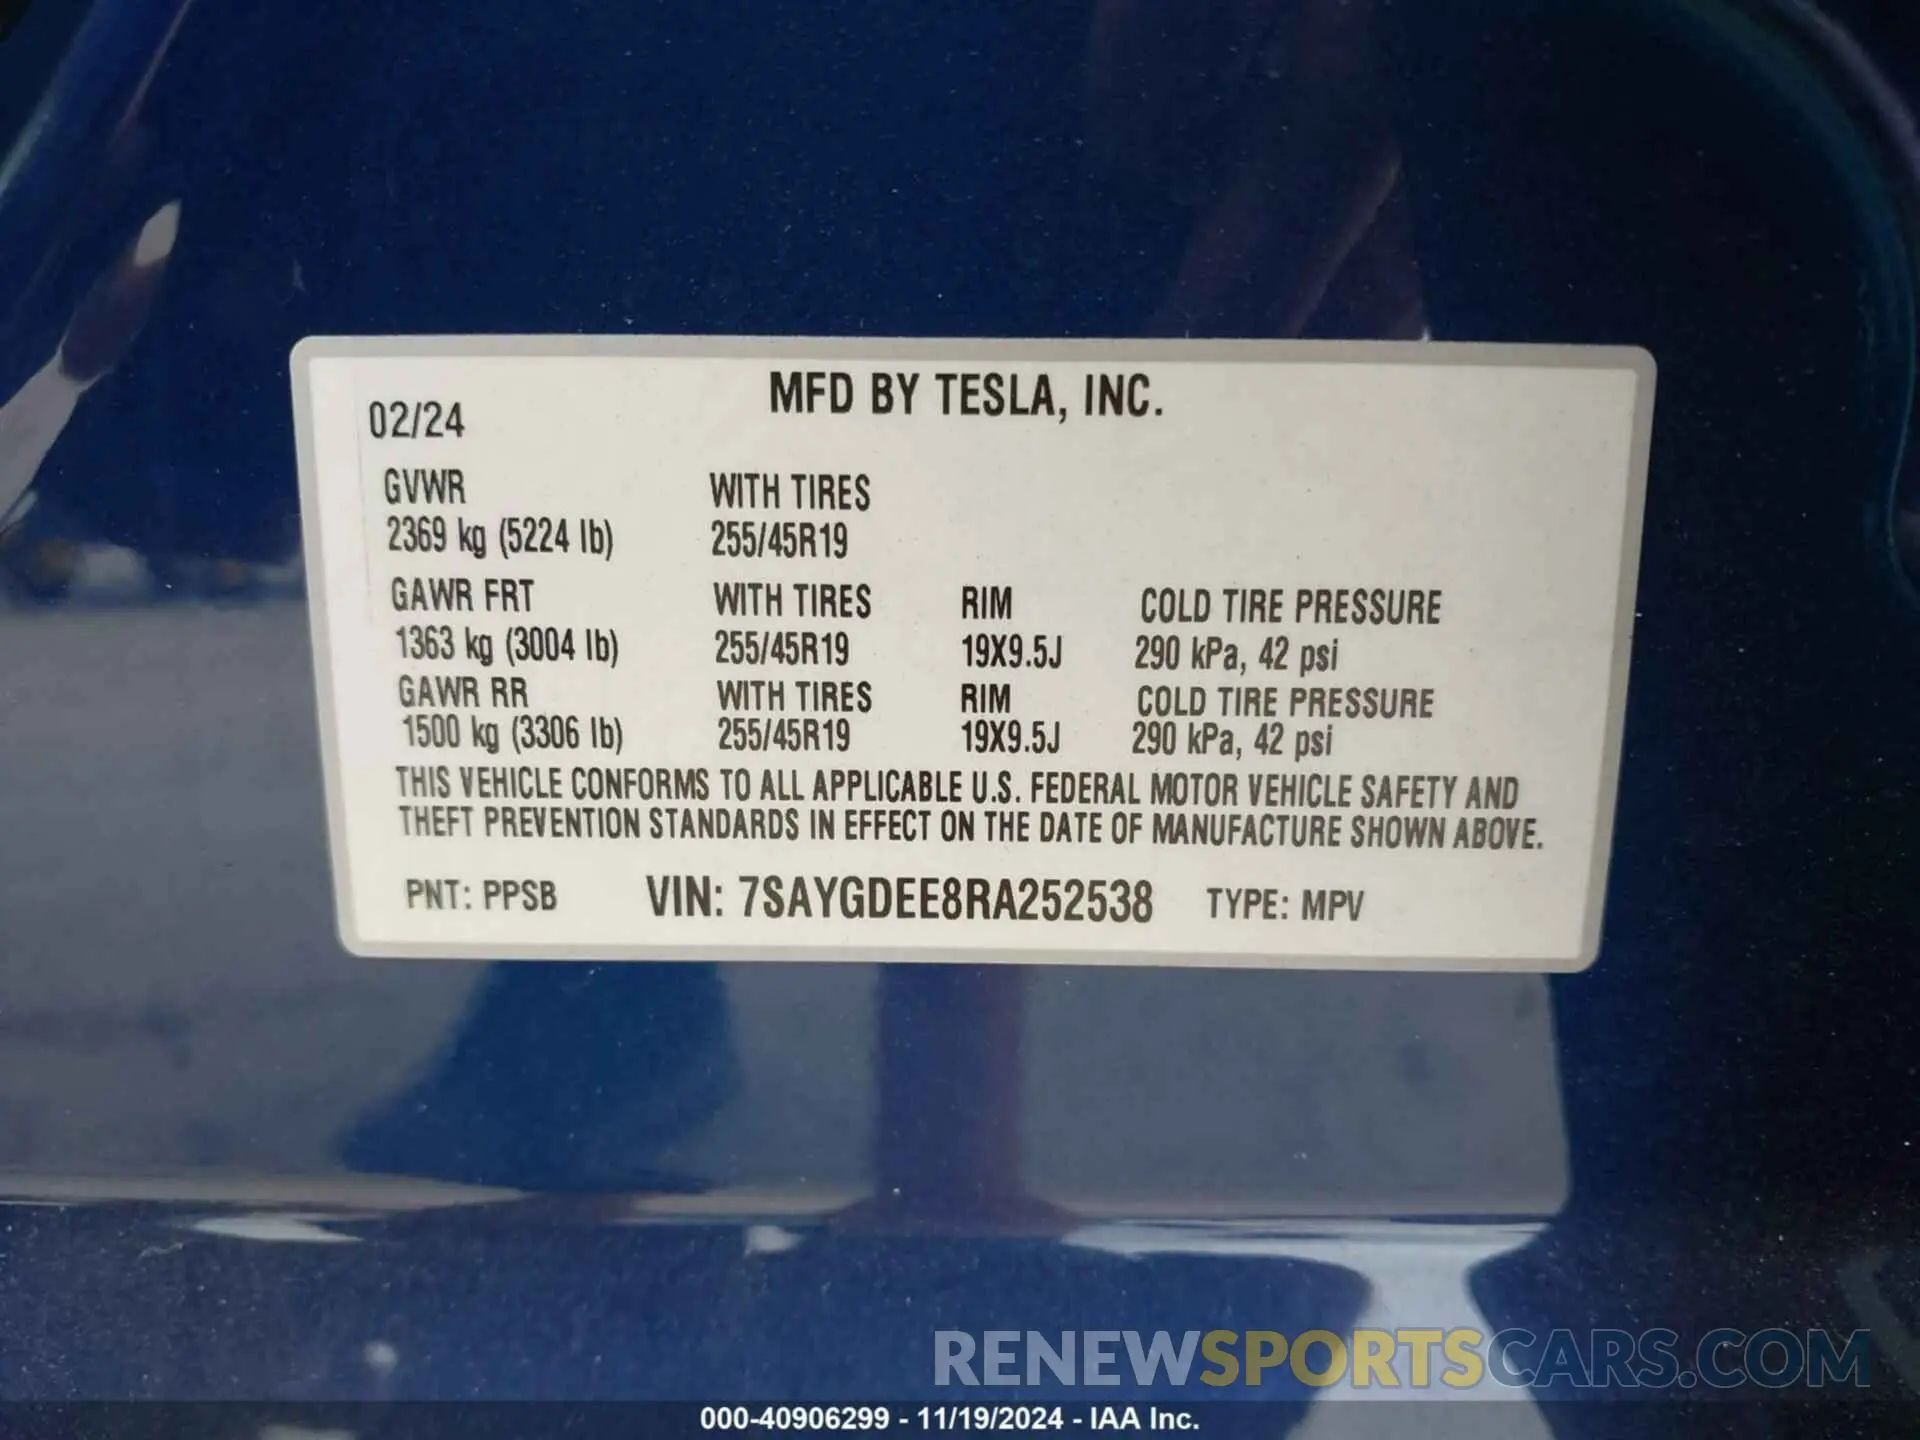 MFD BY TESLA, INC.
02/24
GVWR WITH TIRES
2369 kg (5224 lb) 255/45R19
GAWR FRT WITH TIRES RIM COLD TIRE PRESSURE
1363 kg (3004 lb) 255/45R19 19X9.5J 290 kPa, 42 psi
GAWR RR WITH TIRES RIM COLD TIRE PRESSURE
1500 kg (3306 lb) 255/45R19 19X9.5J 290 kPa, 42 psi
THIS VEHICLE CONFORMS TO ALL APPLICABLE U.S. FEDERAL MOTOR VEHICLE SAFETY AND
THEFT PREVENTION STANDARDS IN EFFECT ON THE DATE OF MANUFACTURE SHOWN ABOVE.
PNT: PPSB VIN: 7SAYGDEE8RA252538 TYPE: MPV
RENEWSPORTSCARS.COM
000-40906299 - 11/19/2024 - IAA Inc.